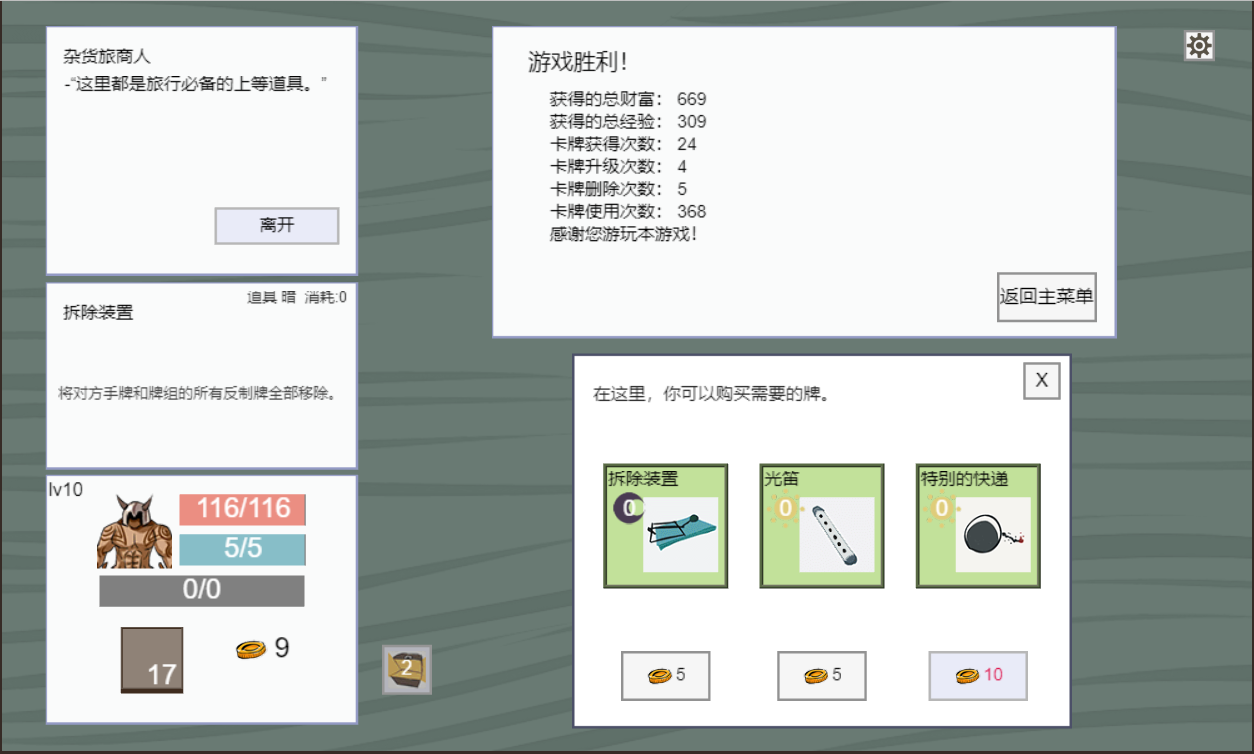 杂货旅商人
-“这里都是旅行必备的上等道具。”
离开
道具 暗 消耗:0
拆除装置
将对方手牌和牌组的所有反制牌全部移除。
lv10
116/116
5/5
0/0
17
9
2
游戏胜利！
获得的总财富： 669
获得的总经验： 309
卡牌获得次数： 24
卡牌升级次数： 4
卡牌删除次数： 5
卡牌使用次数： 368
感谢您游玩本游戏！
返回主菜单
X
在这里，你可以购买需要的牌。
拆除装置
0
光笛
0
特别的快递
0
5
5
10